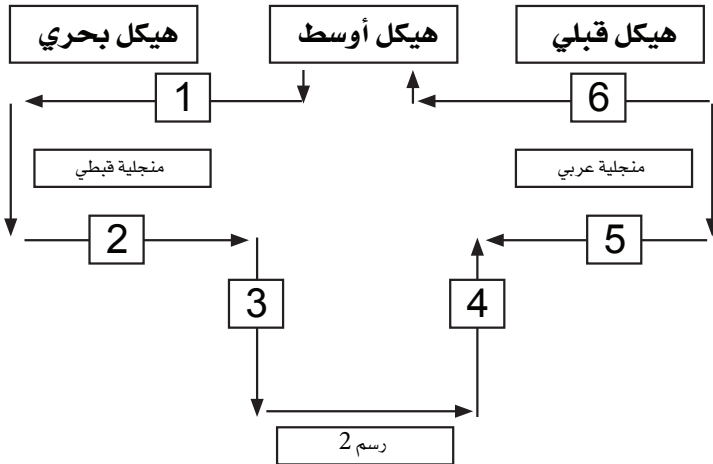 هيكل قبلي
هيكل أوسط
هيكل بحري
6
1
منجلية عربي
منجلية قبطي
5
2
4
3
رسم 2